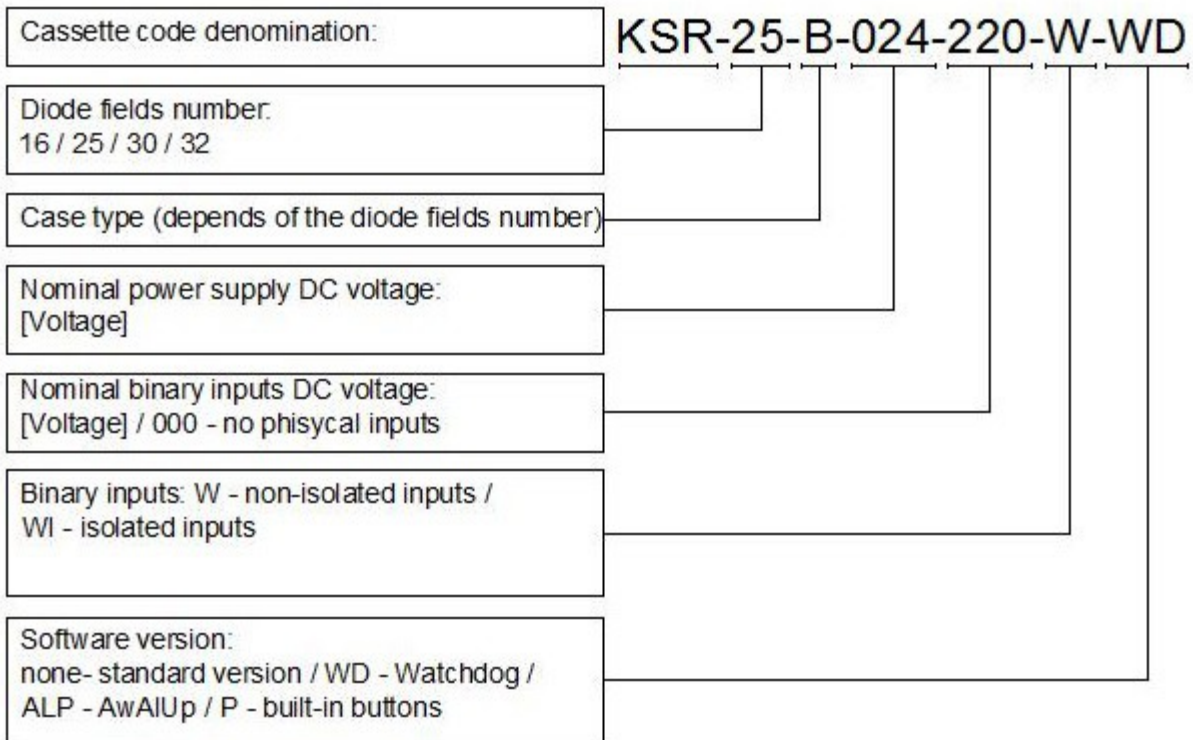 Cassette code denomination:
KSR-25-B-024-220-W-WD
Diode fields number:
16 / 25 / 30 / 32
Case type (depends of the diode fields number)
Nominal power supply DC voltage:
[Voltage]
Nominal binary inputs DC voltage:
[Voltage] / 000 - no phisycal inputs
Binary inputs: W - non-isolated inputs /
WI - isolated inputs
Software version:
none- standard version / WD - Watchdog /
ALP - AwAlUp / P - built-in buttons